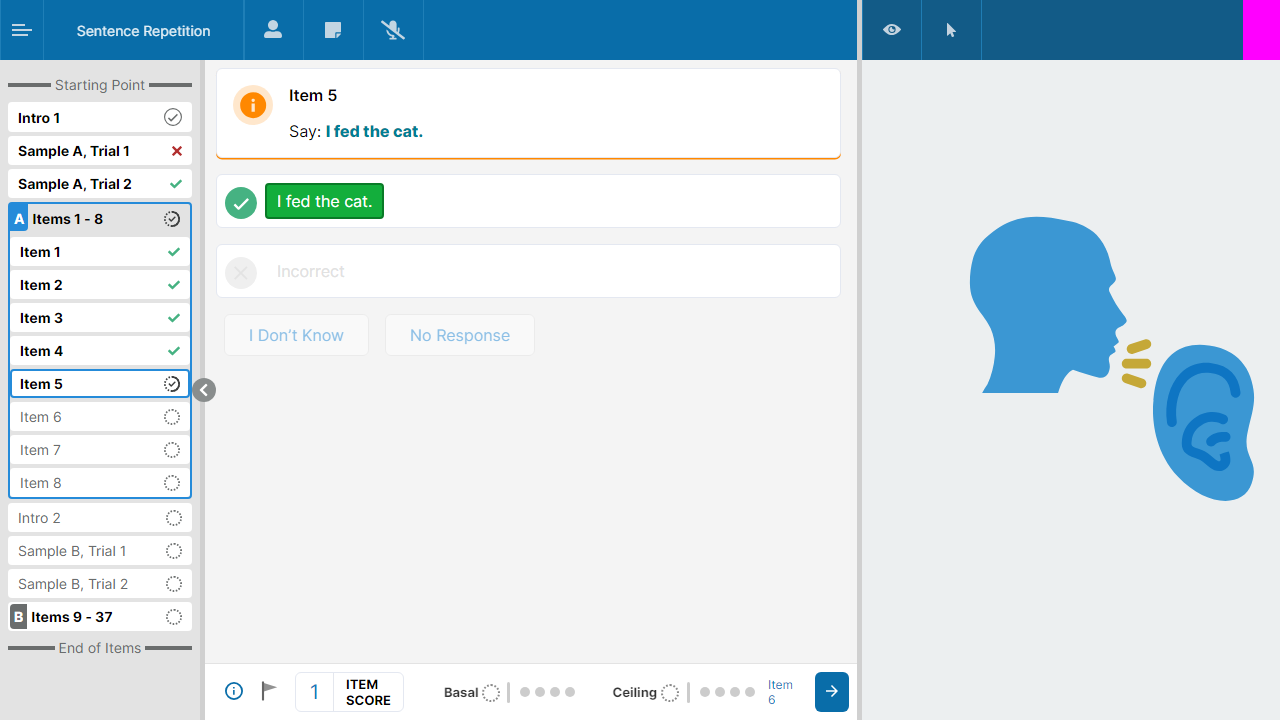 Sentence Repetition
Starting Point
Intro 1
Sample A, Trial 1
Sample A, Trial 2
A Items 1 - 8
Item 1
Item 2
Item 3
Item 4
Item 5
Item 6
Item 7
Item 8
Intro 2
Sample B, Trial 1
Sample B, Trial 2
B Items 9 - 37
End of Items
Item 5
Say: I fed the cat.
I fed the cat.
Incorrect
I Don’t Know
No Response
1
ITEM
SCORE
Basal
Ceiling
Item
6